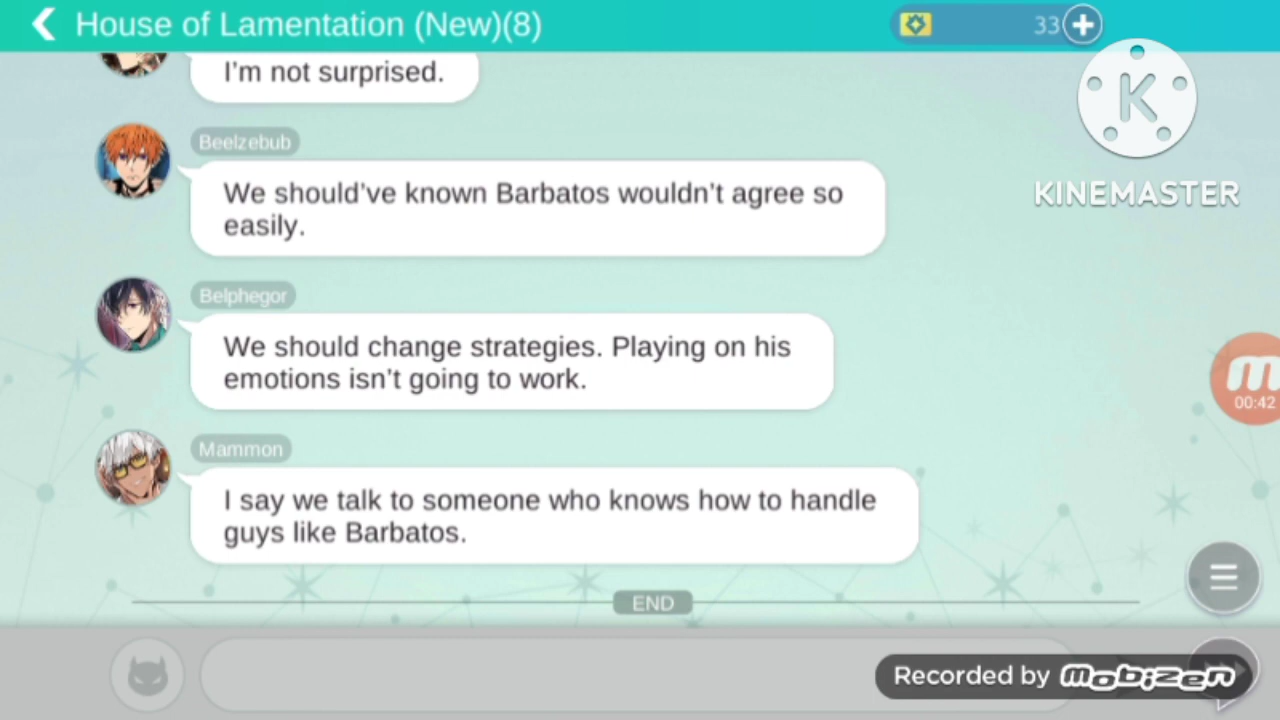 House of Lamentation (New)(8)
33
I'm not surprised.
KINEMASTER
Beelzebub
We should've known Barbatos wouldn't agree so
easily.
Belphegor
We should change strategies. Playing on his
emotions isn't going to work.
00:42
Mammon
I say we talk to someone who knows how to handle
guys like Barbatos.
END
Recorded by mobizen